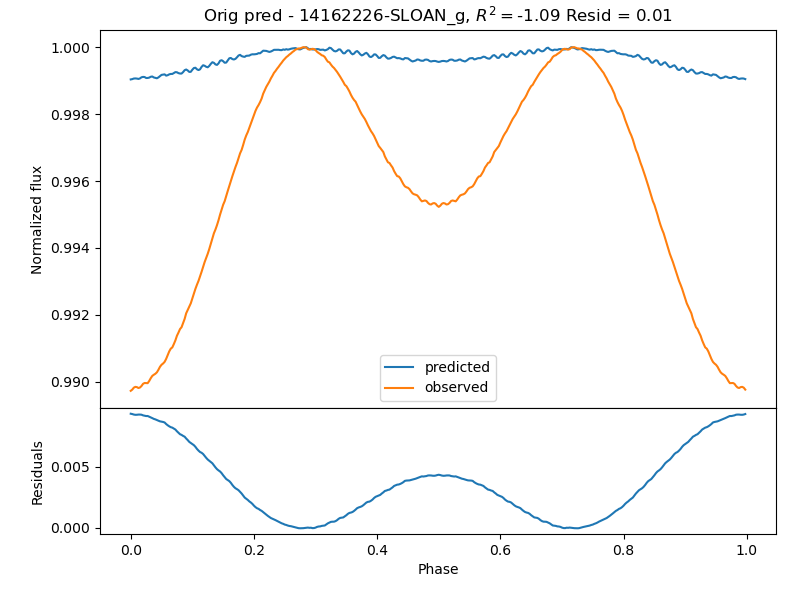 Orig pred - 14162226-SLOAN_g, R² = -1.09 Resid = 0.01
1.000
0.998
0.996
0.994
0.992
0.990
Normalized flux
predicted
observed
0.005
0.000
Residuals
0.0 0.2 0.4 0.6 0.8 1.0
Phase